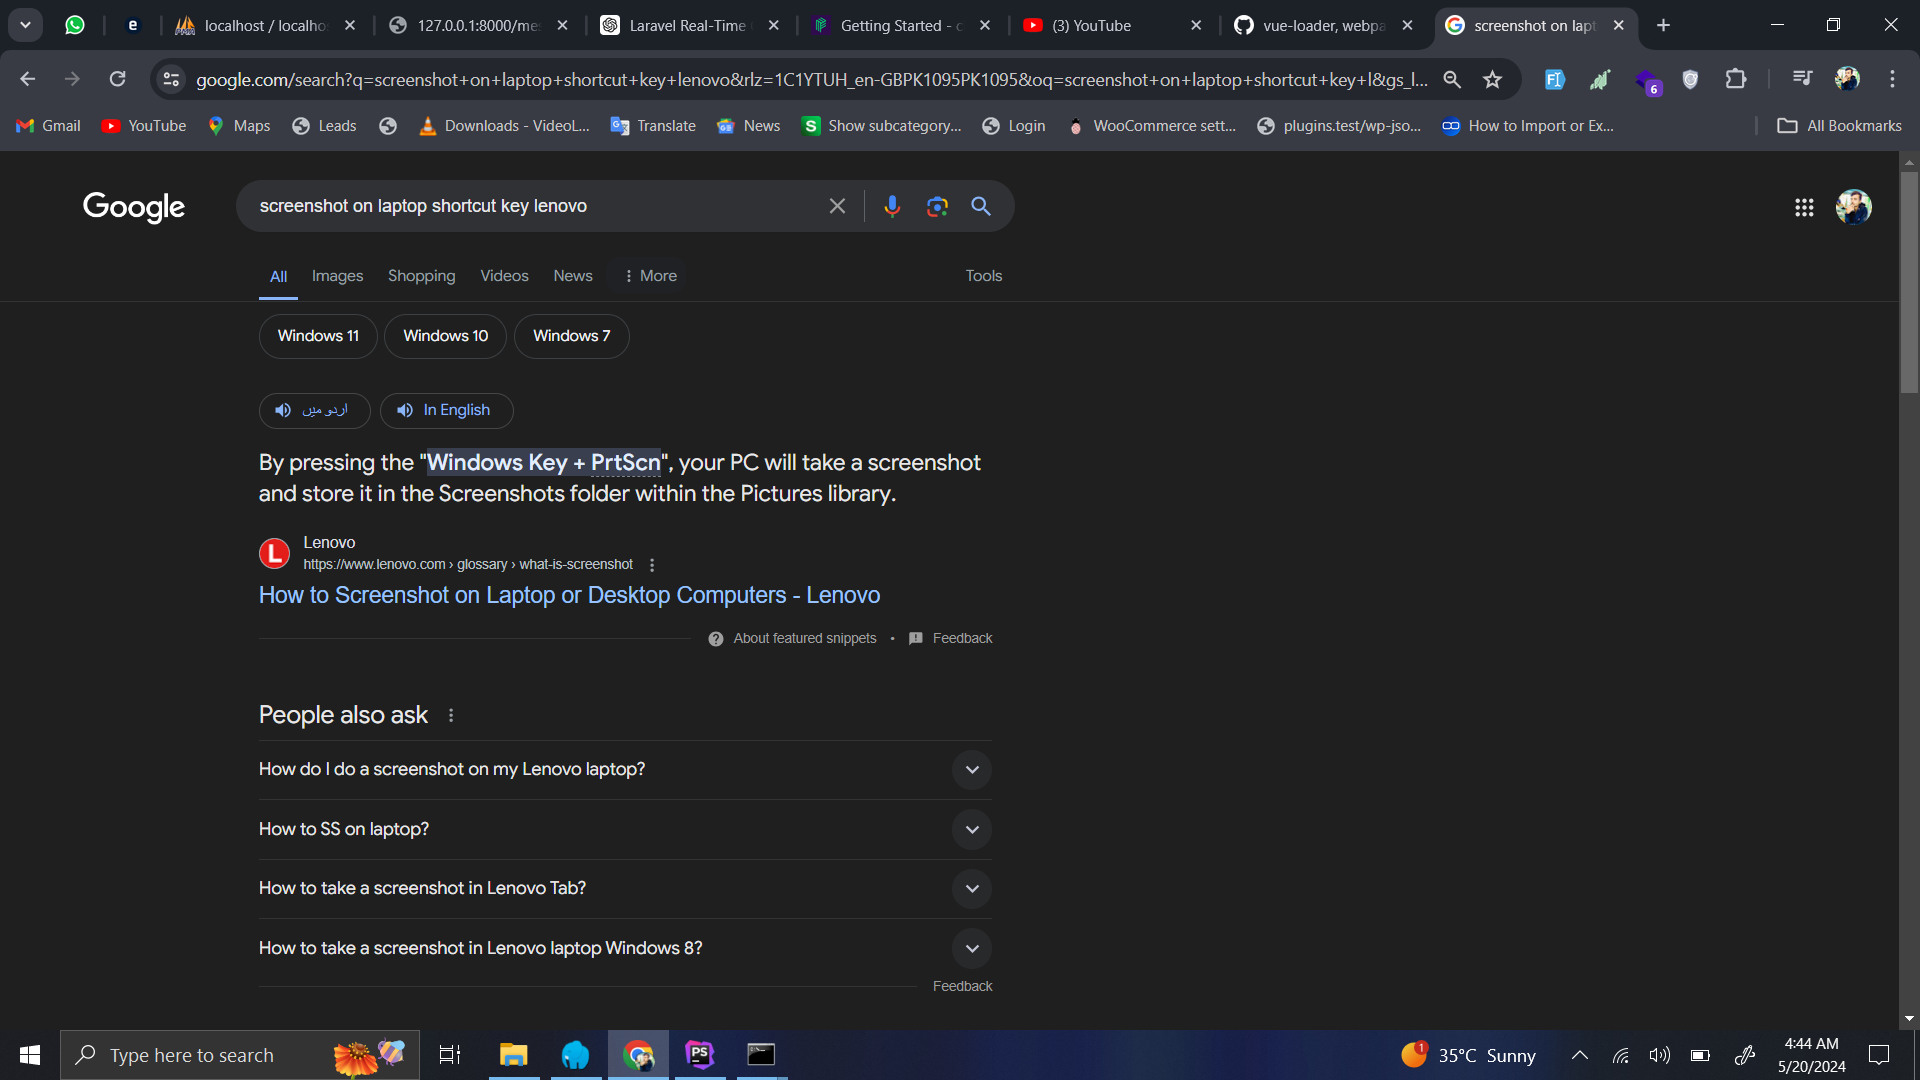 localhost / localho
127.0.0.1:8000/me
Laravel Real-Time
Getting Started - c
(3) YouTube
vue-loader, webpa
screenshot on lap
google.com/search?q=screenshot+on+laptop+shortcut+key+lenovo&rlz=1C1YTUH_en-GBPK1095PK1095&oq=screenshot+on+laptop+shortcut+key+l&gs_l...
6
Gmail
YouTube
Maps
Leads
Downloads - VideoL...
Translate
News
Show subcategory...
Login
WooCommerce sett...
plugins.test/wp-jso...
How to Import or Ex...
All Bookmarks
Google
screenshot on laptop shortcut key lenovo
All Images Shopping Videos News More Tools
Windows 11 Windows 10 Windows 7
اردو میں
In English
By pressing the "Windows Key + PrtScn", your PC will take a screenshot
and store it in the Screenshots folder within the Pictures library.
L
Lenovo
https://www.lenovo.com › glossary › what-is-screenshot
How to Screenshot on Laptop or Desktop Computers - Lenovo
About featured snippets • Feedback
People also ask
How do I do a screenshot on my Lenovo laptop?
How to SS on laptop?
How to take a screenshot in Lenovo Tab?
How to take a screenshot in Lenovo laptop Windows 8?
Feedback
Type here to search
PS
1
35°C Sunny
4:44 AM
5/20/2024